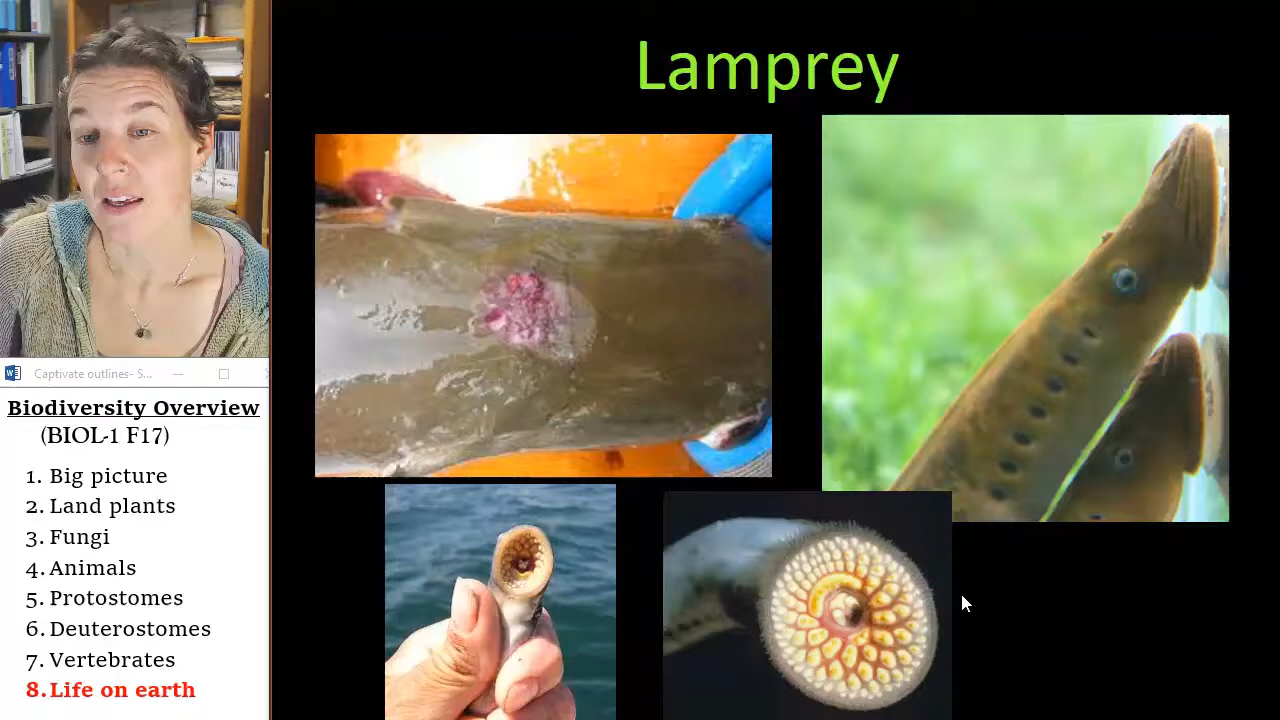 Lamprey
Captivate outlines- S...
Biodiversity Overview
(BIOL-1 F17)
1. Big picture
2. Land plants
3. Fungi
4. Animals
5. Protostomes
6. Deuterostomes
7. Vertebrates
8. Life on earth